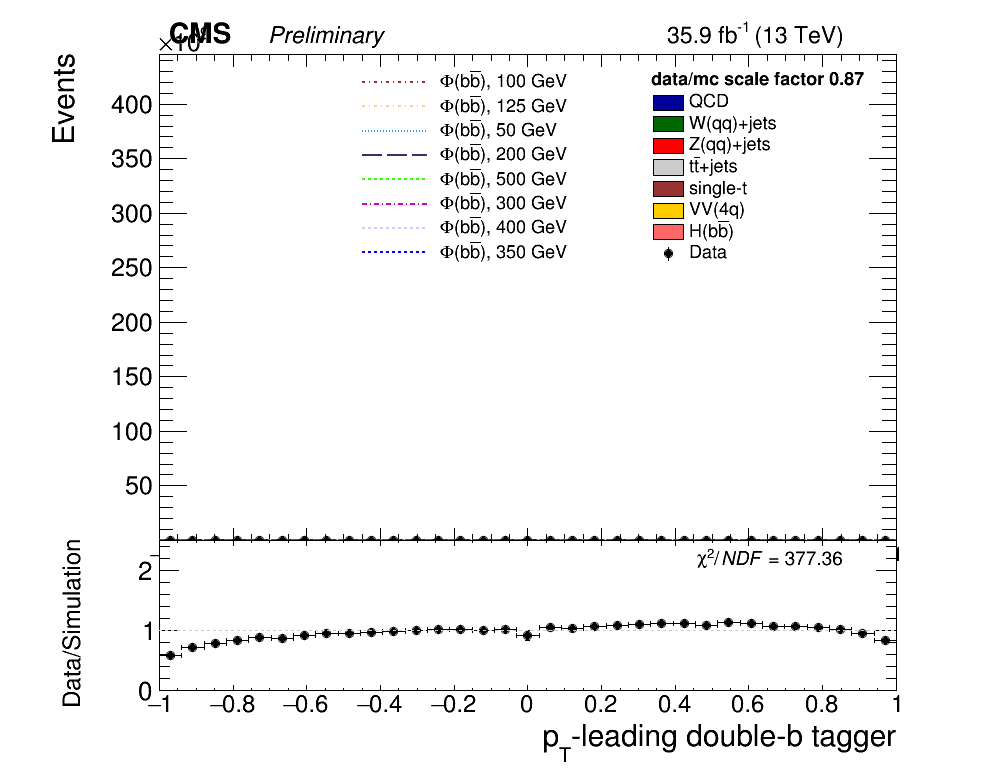 CMS Preliminary 35.9 fb⁻¹ (13 TeV)
×10
Events
400
350
300
250
200
150
100
50
Φ(bb̅), 100 GeV
Φ(bb̅), 125 GeV
Φ(bb̅), 50 GeV
Φ(bb̅), 200 GeV
Φ(bb̅), 500 GeV
Φ(bb̅), 300 GeV
Φ(bb̅), 400 GeV
Φ(bb̅), 350 GeV
data/mc scale factor 0.87
QCD
W(qq)+jets
Z(qq)+jets
tt̅+jets
single-t
VV(4q)
H(bb̅)
Data
Data/Simulation
2
1
0
χ²/NDF = 377.36
−1 −0.8 −0.6 −0.4 −0.2 0 0.2 0.4 0.6 0.8 1
p_T-leading double-b tagger